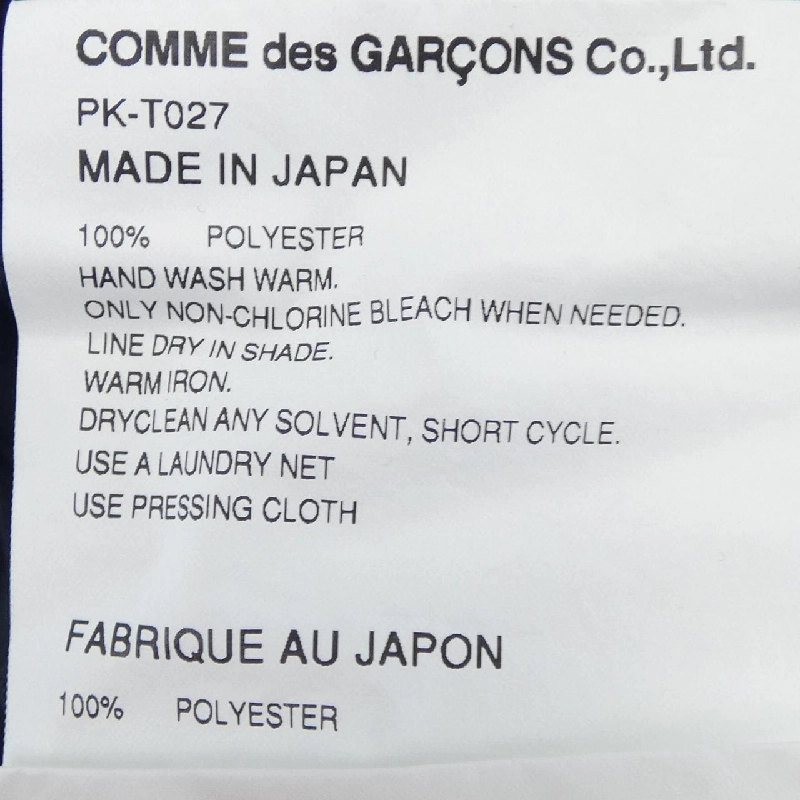 COMME des GARÇONS Co.,Ltd.
PK-T027
MADE IN JAPAN
100% POLYESTER
HAND WASH WARM.
ONLY NON-CHLORINE BLEACH WHEN NEEDED.
LINE DRY IN SHADE.
WARM IRON.
DRYCLEAN ANY SOLVENT, SHORT CYCLE.
USE A LAUNDRY NET
USE PRESSING CLOTH
FABRIQUE AU JAPON
100% POLYESTER